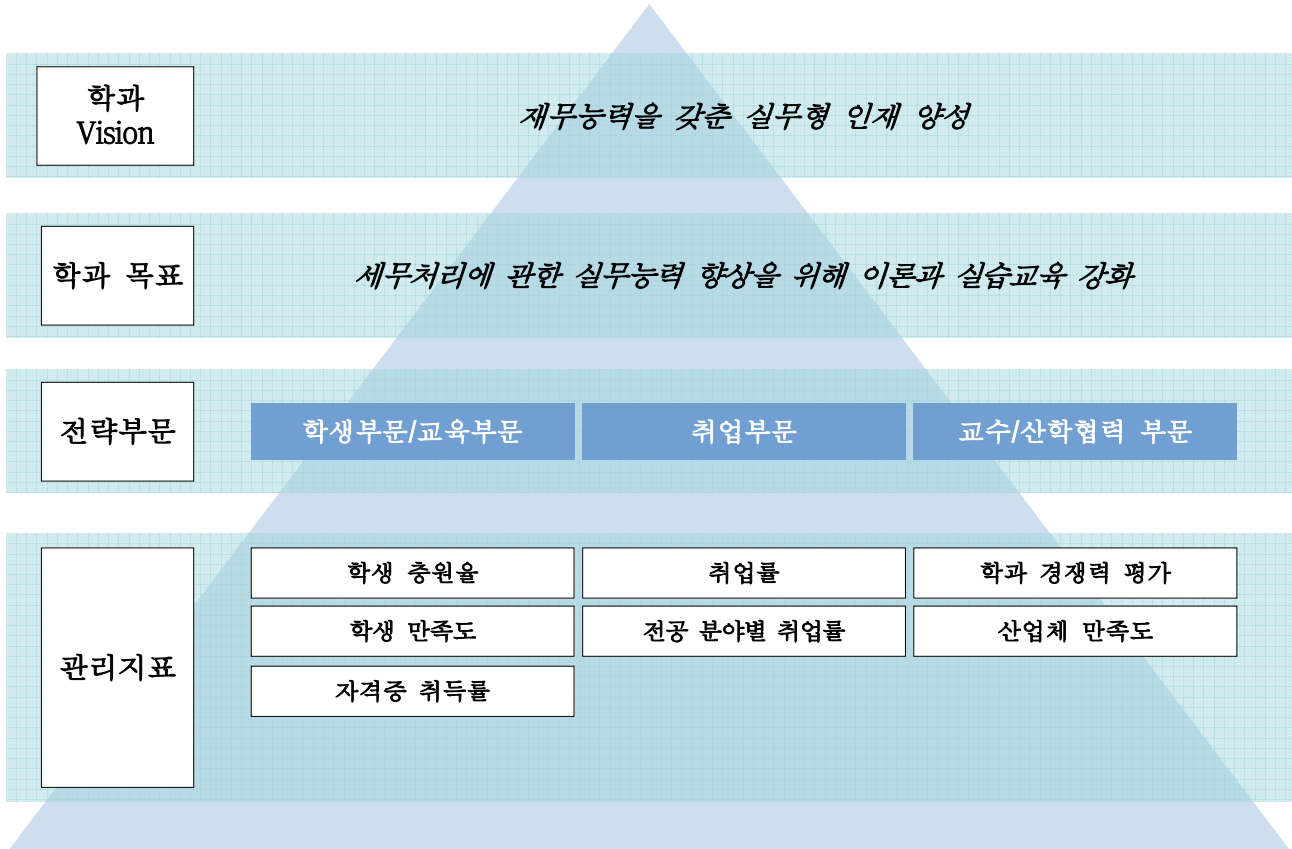 학과
Vision
재무능력을 갖춘 실무형 인재 양성
학과 목표
세무처리에 관한 실무능력 향상을 위해 이론과 실습교육 강화
전략부문
학생부문/교육부문
취업부문
교수/산학협력 부문
관리지표
학생 충원율
취업률
학과 경쟁력 평가
학생 만족도
전공 분야별 취업률
산업체 만족도
자격증 취득률